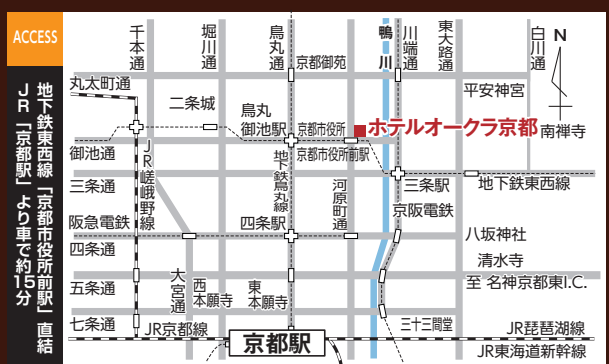 ACCESS
地下鉄東西線「京都市役所前駅」直結
JR「京都駅」より車で約15分
千本通
堀川通
烏丸通
鴨川
川端通
東大路通
白川通
N
京都御苑
丸太町通
平安神宮
二条城
烏丸
御池駅
京都市役所
ホテルオークラ京都
南禅寺
御池通
京都市役所前駅
JR嵯峨野線
地下鉄烏丸線
三条通
河原町通
三条駅
地下鉄東西線
阪急電鉄
四条駅
京阪電鉄
四条通
八坂神社
清水寺
五条通
大宮通
西本願寺
東本願寺
至 名神京都東I.C.
七条通
JR京都線
京都駅
三十三間堂
JR琵琶湖線
JR東海道新幹線